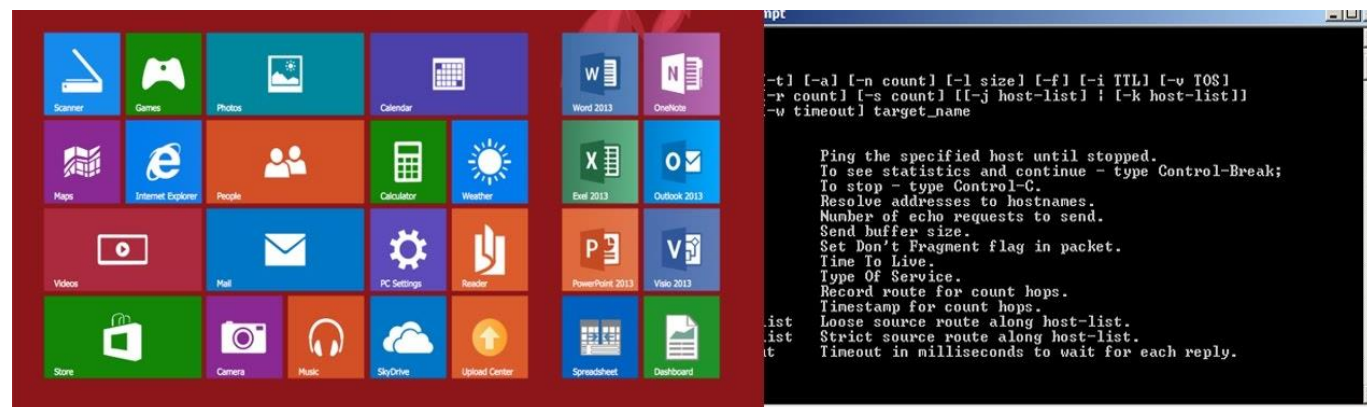 Scanner
Games
Photos
Calendar
Word 2013
OneNote
Maps
Internet Explorer
People
Calculator
Weather
Exel 2013
Outlook 2013
Videos
Mail
PC Settings
Reader
PowerPoint 2013
Visio 2013
Store
Camera
Music
SkyDrive
Upload Center
Spreadsheet
Dashboard
mpt
[-t] [-a] [-n count] [-l size] [-f] [-i TTL] [-v TOS]
[-r count] [-s count] [[-j host-list] ¦ [-k host-list]]
[-w timeout] target_name
Ping the specified host until stopped.
To see statistics and continue - type Control-Break;
To stop - type Control-C.
Resolve addresses to hostnames.
Number of echo requests to send.
Send buffer size.
Set Don't Fragment flag in packet.
Time To Live.
Type Of Service.
Record route for count hops.
Timestamp for count hops.
list Loose source route along host-list.
list Strict source route along host-list.
ut Timeout in milliseconds to wait for each reply.